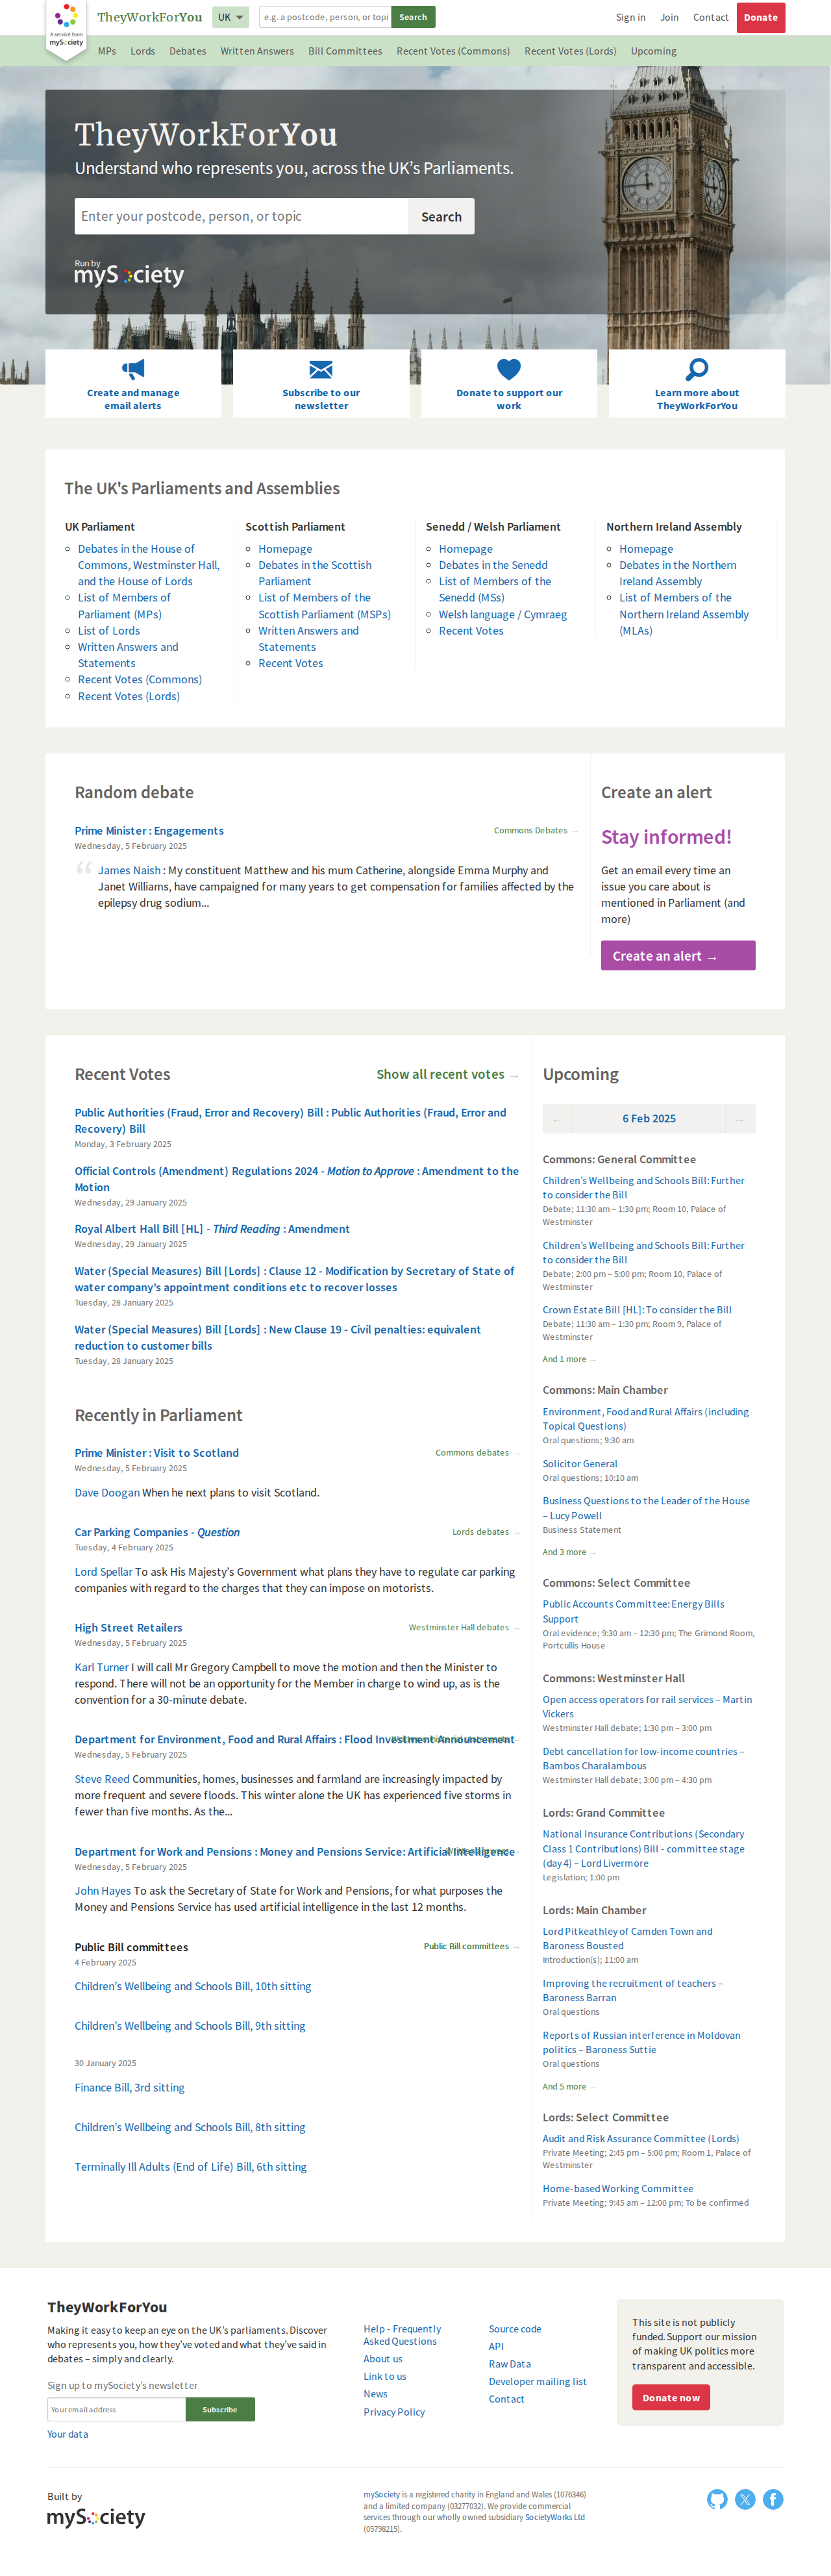 A service from
mySociety
TheyWorkForYou
UK
e.g. a postcode, person, or topi
Search
Sign in
Join
Contact
Donate
MPs
Lords
Debates
Written Answers
Bill Committees
Recent Votes (Commons)
Recent Votes (Lords)
Upcoming
TheyWorkForYou
Understand who represents you, across the UK’s Parliaments.
Enter your postcode, person, or topic
Search
Run by
mySociety
Create and manage
email alerts
Subscribe to our
newsletter
Donate to support our
work
Learn more about
TheyWorkForYou
The UK's Parliaments and Assemblies
UK Parliament
Debates in the House of
Commons, Westminster Hall,
and the House of Lords
List of Members of
Parliament (MPs)
List of Lords
Written Answers and
Statements
Recent Votes (Commons)
Recent Votes (Lords)
Scottish Parliament
Homepage
Debates in the Scottish
Parliament
List of Members of the
Scottish Parliament (MSPs)
Written Answers and
Statements
Recent Votes
Senedd / Welsh Parliament
Homepage
Debates in the Senedd
List of Members of the
Senedd (MSs)
Welsh language / Cymraeg
Recent Votes
Northern Ireland Assembly
Homepage
Debates in the Northern
Ireland Assembly
List of Members of the
Northern Ireland Assembly
(MLAs)
Random debate
Prime Minister : Engagements
Commons Debates →
Wednesday, 5 February 2025
“ James Naish : My constituent Matthew and his mum Catherine, alongside Emma Murphy and
Janet Williams, have campaigned for many years to get compensation for families affected by the
epilepsy drug sodium...
Create an alert
Stay informed!
Get an email every time an
issue you care about is
mentioned in Parliament (and
more)
Create an alert →
Recent Votes
Show all recent votes →
Public Authorities (Fraud, Error and Recovery) Bill : Public Authorities (Fraud, Error and
Recovery) Bill
Monday, 3 February 2025
Official Controls (Amendment) Regulations 2024 - Motion to Approve : Amendment to the
Motion
Wednesday, 29 January 2025
Royal Albert Hall Bill [HL] - Third Reading : Amendment
Wednesday, 29 January 2025
Water (Special Measures) Bill [Lords] : Clause 12 - Modification by Secretary of State of
water company’s appointment conditions etc to recover losses
Tuesday, 28 January 2025
Water (Special Measures) Bill [Lords] : New Clause 19 - Civil penalties: equivalent
reduction to customer bills
Tuesday, 28 January 2025
Recently in Parliament
Prime Minister : Visit to Scotland
Commons debates →
Wednesday, 5 February 2025
Dave Doogan When he next plans to visit Scotland.
Car Parking Companies - Question
Lords debates →
Tuesday, 4 February 2025
Lord Spellar To ask His Majesty’s Government what plans they have to regulate car parking
companies with regard to the charges that they can impose on motorists.
High Street Retailers
Westminster Hall debates →
Wednesday, 5 February 2025
Karl Turner I will call Mr Gregory Campbell to move the motion and then the Minister to
respond. There will not be an opportunity for the Member in charge to wind up, as is the
convention for a 30-minute debate.
Department for Environment, Food and Rural Affairs : Flood Investment Announcement
Wednesday, 5 February 2025
Steve Reed Communities, homes, businesses and farmland are increasingly impacted by
more frequent and severe floods. This winter alone the UK has experienced five storms in
fewer than five months. As the...
Department for Work and Pensions : Money and Pensions Service: Artificial Intelligence
Wednesday, 5 February 2025
John Hayes To ask the Secretary of State for Work and Pensions, for what purposes the
Money and Pensions Service has used artificial intelligence in the last 12 months.
Public Bill committees
Public Bill committees →
4 February 2025
Children’s Wellbeing and Schools Bill, 10th sitting
Children’s Wellbeing and Schools Bill, 9th sitting
30 January 2025
Finance Bill, 3rd sitting
Children’s Wellbeing and Schools Bill, 8th sitting
Terminally Ill Adults (End of Life) Bill, 6th sitting
Upcoming
← 6 Feb 2025 →
Commons: General Committee
Children’s Wellbeing and Schools Bill: Further
to consider the Bill
Debate; 11:30 am – 1:30 pm; Room 10, Palace of
Westminster
Children’s Wellbeing and Schools Bill: Further
to consider the Bill
Debate; 2:00 pm – 5:00 pm; Room 10, Palace of
Westminster
Crown Estate Bill [HL]: To consider the Bill
Debate; 11:30 am – 1:30 pm; Room 9, Palace of
Westminster
And 1 more →
Commons: Main Chamber
Environment, Food and Rural Affairs (including
Topical Questions)
Oral questions; 9:30 am
Solicitor General
Oral questions; 10:10 am
Business Questions to the Leader of the House
– Lucy Powell
Business Statement
And 3 more →
Commons: Select Committee
Public Accounts Committee: Energy Bills
Support
Oral evidence; 9:30 am – 12:30 pm; The Grimond Room,
Portcullis House
Commons: Westminster Hall
Open access operators for rail services – Martin
Vickers
Westminster Hall debate; 1:30 pm – 3:00 pm
Debt cancellation for low-income countries –
Bambos Charalambous
Westminster Hall debate; 3:00 pm – 4:30 pm
Lords: Grand Committee
National Insurance Contributions (Secondary
Class 1 Contributions) Bill - committee stage
(day 4) – Lord Livermore
Legislation; 1:00 pm
Lords: Main Chamber
Lord Pitkeathley of Camden Town and
Baroness Bousted
Introduction(s); 11:00 am
Improving the recruitment of teachers –
Baroness Barran
Oral questions
Reports of Russian interference in Moldovan
politics – Baroness Suttie
Oral questions
And 5 more →
Lords: Select Committee
Audit and Risk Assurance Committee (Lords)
Private Meeting; 2:45 pm – 5:00 pm; Room 1, Palace of
Westminster
Home-based Working Committee
Private Meeting; 9:45 am – 12:00 pm; To be confirmed
TheyWorkForYou
Making it easy to keep an eye on the UK’s parliaments. Discover
who represents you, how they’ve voted and what they’ve said in
debates – simply and clearly.
Sign up to mySociety’s newsletter
Your email address
Subscribe
Your data
Help - Frequently
Asked Questions
About us
Link to us
News
Privacy Policy
Source code
API
Raw Data
Developer mailing list
Contact
This site is not publicly
funded. Support our mission
of making UK politics more
transparent and accessible.
Donate now
Built by
mySociety
mySociety is a registered charity in England and Wales (1076346)
and a limited company (03277032). We provide commercial
services through our wholly owned subsidiary SocietyWorks Ltd
(05798215).